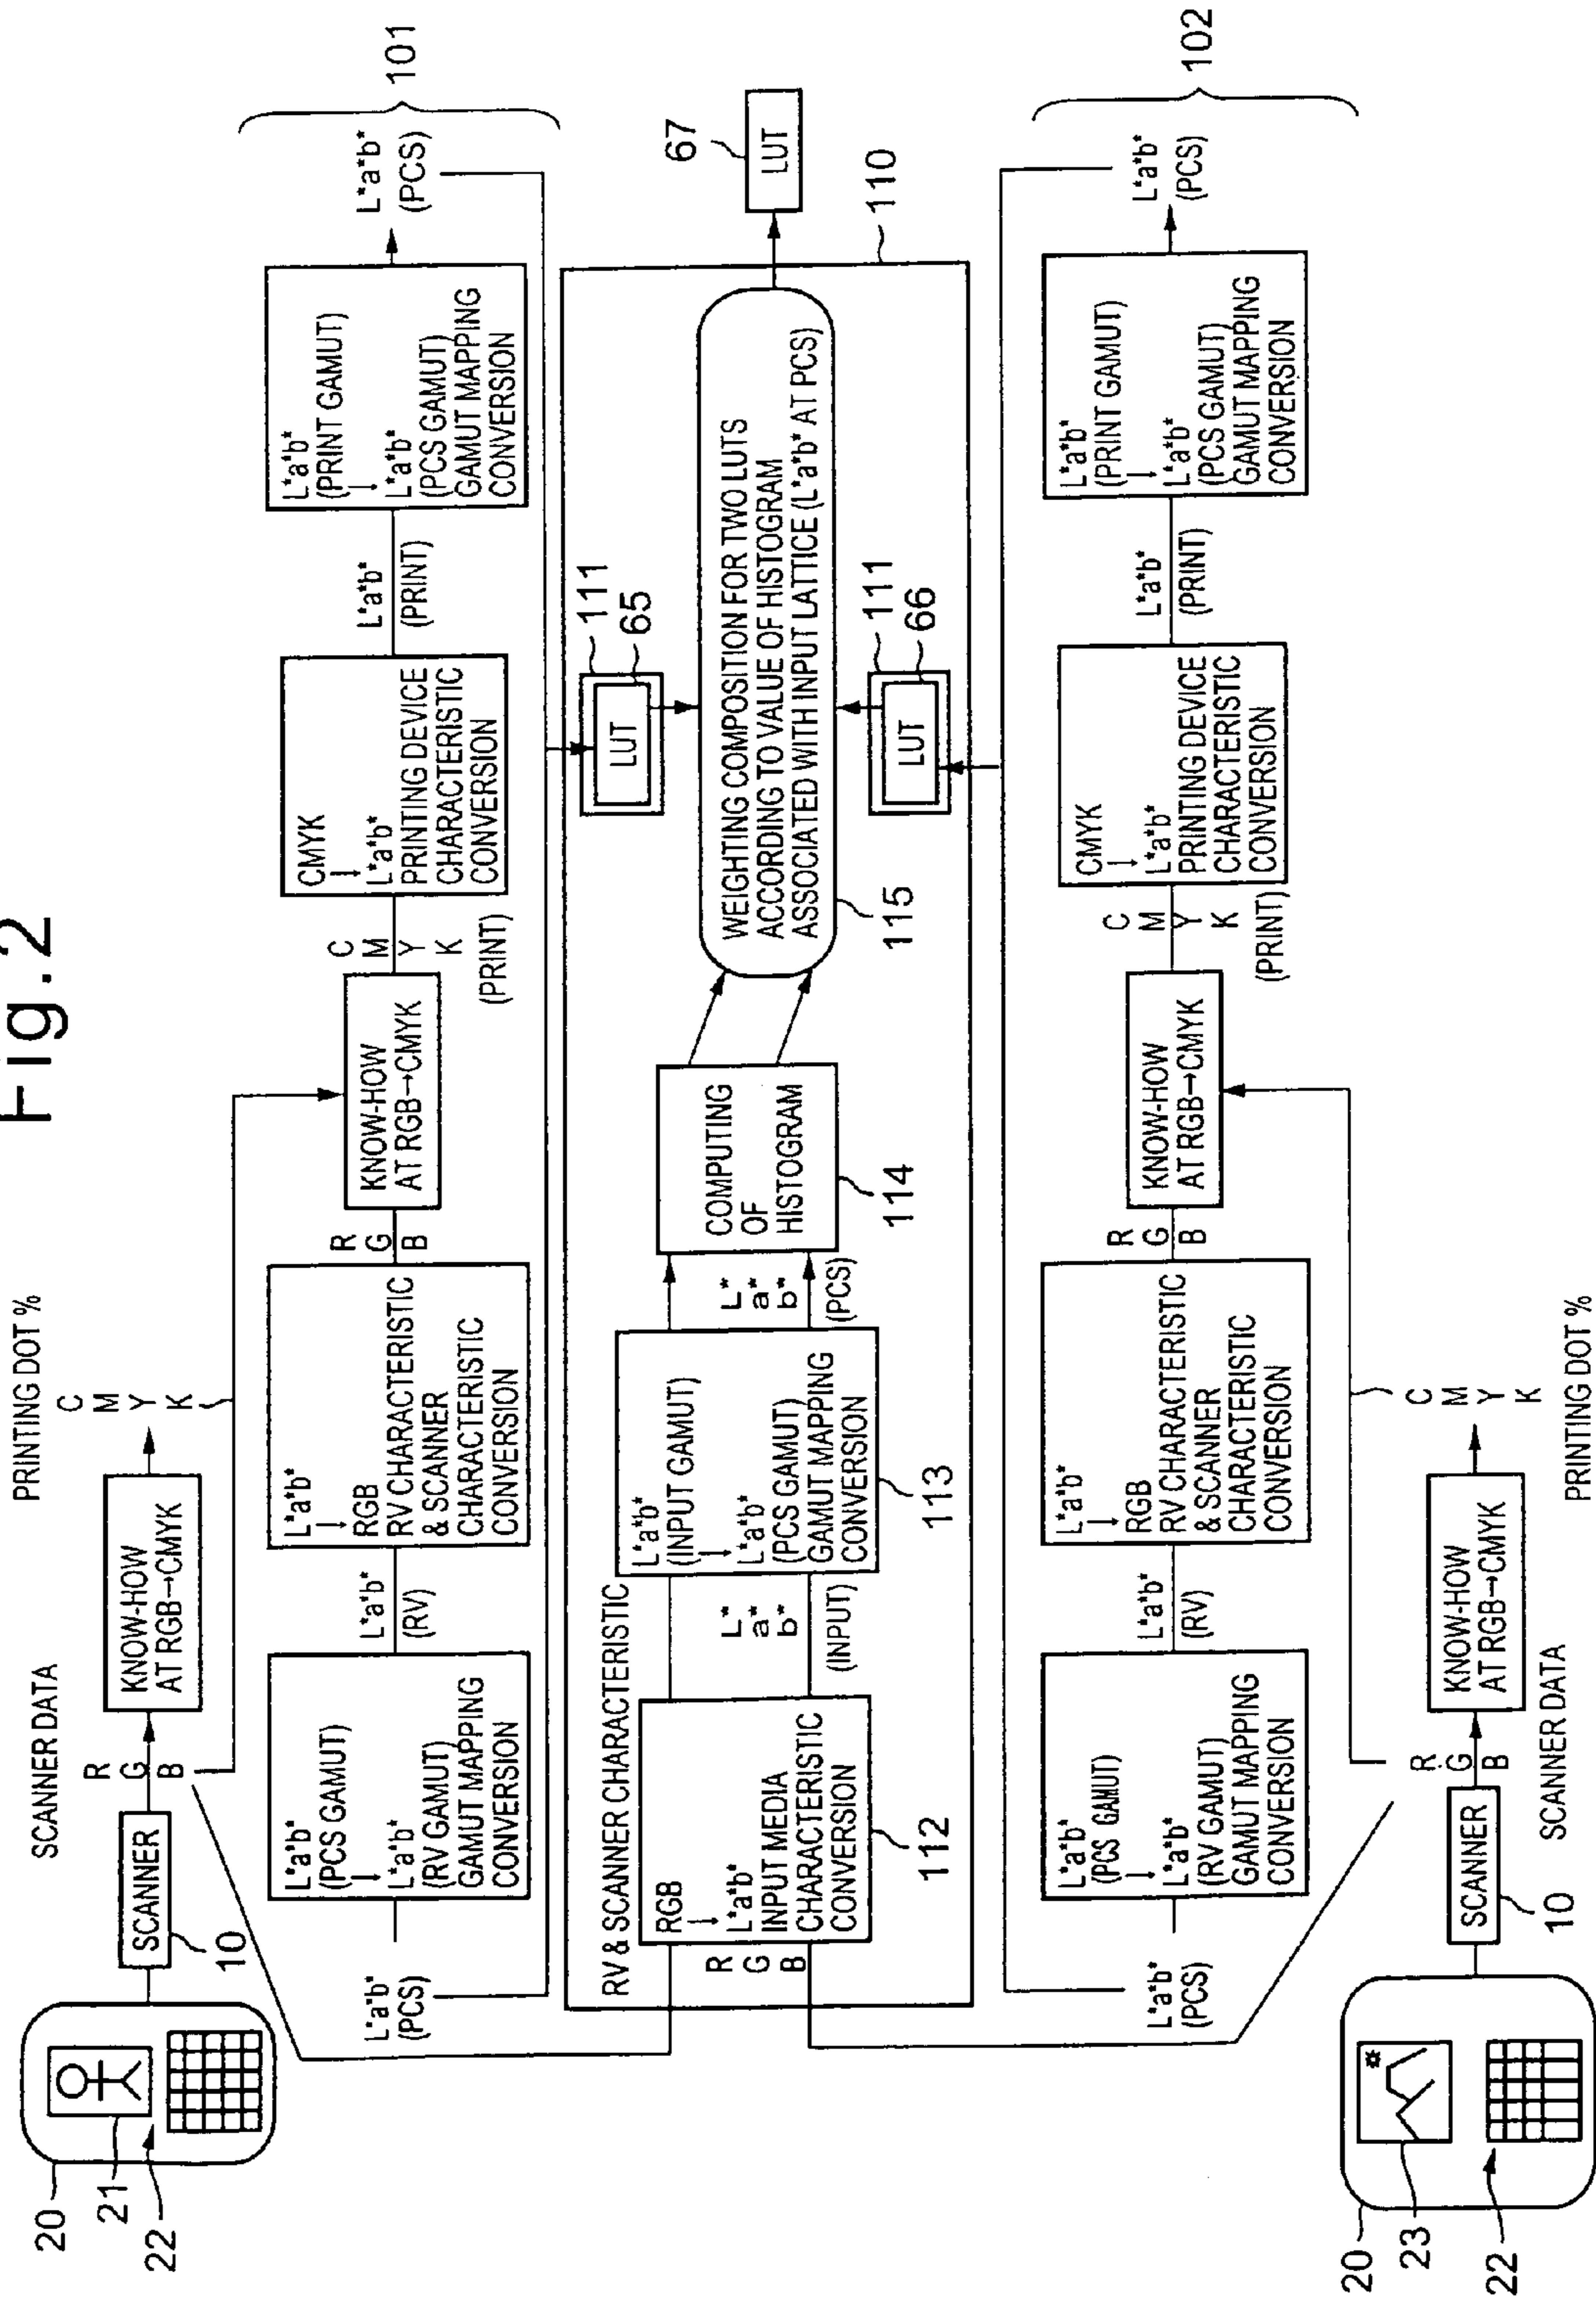 Fig.2
PRINTING DOT %
SCANNER DATA
20
21
22
SCANNER
10
R
G
B
KNOW-HOW
AT RGB→CMYK
C
M
Y
K
101
L*a*b*
(PCS)
L*a*b*
(PCS GAMUT)
↓
L*a*b*
(RV GAMUT)
GAMUT MAPPING
CONVERSION
L*a*b*
(RV)
L*a*b*
↓
RGB
RV CHARACTERISTIC
& SCANNER
CHARACTERISTIC
CONVERSION
R
G
B
KNOW-HOW
AT RGB→CMYK
C
M
Y
K
(PRINT)
CMYK
↓
L*a*b*
PRINTING DEVICE
CHARACTERISTIC
CONVERSION
L*a*b*
(PRINT)
L*a*b*
(PRINT GAMUT)
↓
L*a*b*
(PCS GAMUT)
GAMUT MAPPING
CONVERSION
L*a*b*
(PCS)
RV & SCANNER CHARACTERISTIC
R
G
B
RGB
↓
L*a*b*
INPUT MEDIA
CHARACTERISTIC
CONVERSION
112
L*
a*
b*
(INPUT)
L*a*b*
(INPUT GAMUT)
↓
L*a*b*
(PCS GAMUT)
GAMUT MAPPING
CONVERSION
113
L*
a*
b*
(PCS)
COMPUTING
OF
HISTOGRAM
114
111
65
LUT
WEIGHTING COMPOSITION FOR TWO LUTS
ACCORDING TO VALUE OF HISTOGRAM
ASSOCIATED WITH INPUT LATTICE (L*a*b* AT PCS)
115
LUT
111
66
67
LUT
110
102
L*a*b*
(PCS)
L*a*b*
(PCS GAMUT)
↓
L*a*b*
(RV GAMUT)
GAMUT MAPPING
CONVERSION
L*a*b*
(RV)
L*a*b*
↓
RGB
RV CHARACTERISTIC
& SCANNER
CHARACTERISTIC
CONVERSION
R
G
B
KNOW-HOW
AT RGB→CMYK
C
M
Y
K
(PRINT)
CMYK
↓
L*a*b*
PRINTING DEVICE
CHARACTERISTIC
CONVERSION
L*a*b*
(PRINT)
L*a*b*
(PRINT GAMUT)
↓
L*a*b*
(PCS GAMUT)
GAMUT MAPPING
CONVERSION
L*a*b*
(PCS)
20
23
22
SCANNER
10
R
G
B
KNOW-HOW
AT RGB→CMYK
C
M
Y
K
SCANNER DATA
PRINTING DOT %